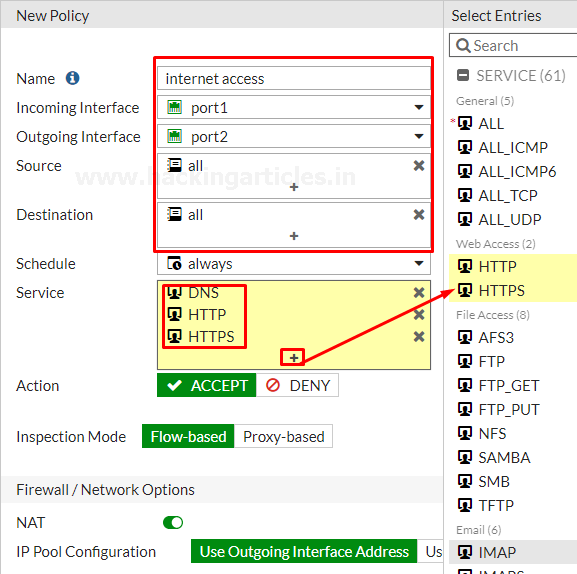 New Policy
Name
internet access
Incoming Interface
port1
Outgoing Interface
port2
Source
all
+
www.hackingarticles.in
Destination
all
+
Schedule
always
Service
DNS
HTTP
HTTPS
+
Action
ACCEPT
DENY
Inspection Mode
Flow-based
Proxy-based
Firewall / Network Options
NAT
IP Pool Configuration
Use Outgoing Interface Address
Us
Select Entries
Search
SERVICE (61)
General (5)
* ALL
ALL_ICMP
ALL_ICMP6
ALL_TCP
ALL_UDP
Web Access (2)
HTTP
HTTPS
File Access (8)
AFS3
FTP
FTP_GET
FTP_PUT
NFS
SAMBA
SMB
TFTP
Email (6)
IMAP
IMAPS